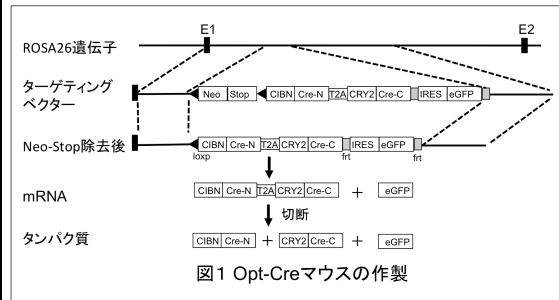 E1 E2
ROSA26遺伝子
ターゲティング
ベクター
Neo Stop CIBN Cre-N T2A CRY2 Cre-C IRES eGFP
Neo-Stop除去後
CIBN Cre-N T2A CRY2 Cre-C IRES eGFP
loxp frt frt
mRNA
CIBN Cre-N T2A CRY2 Cre-C + eGFP
切断
タンパク質
CIBN Cre-N + CRY2 Cre-C + eGFP
図1 Opt-Creマウスの作製